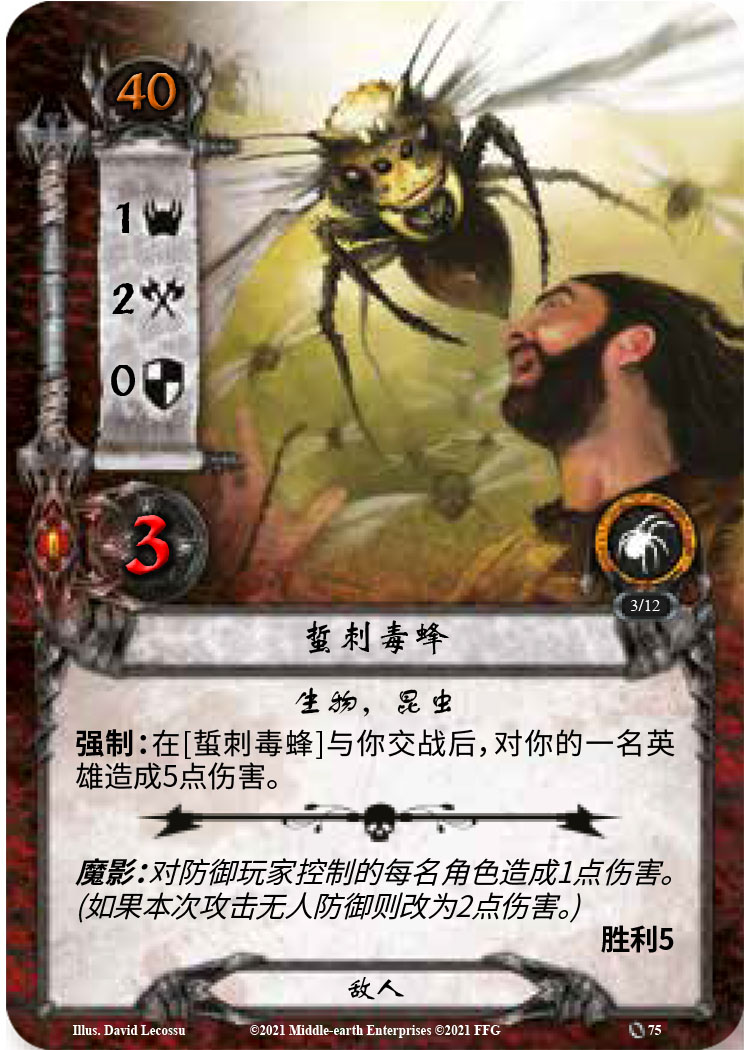 40
1
2
0
3
3/12
蜇刺毒蜂
生物，昆虫
强制：在[蜇刺毒蜂]与你交战后，对你的一名英
雄造成5点伤害。
魔影：对防御玩家控制的每名角色造成1点伤害。
(如果本次攻击无人防御则改为2点伤害。)
胜利5
敌人
Illus. David Lecossu ©2021 Middle-earth Enterprises ©2021 FFG 75